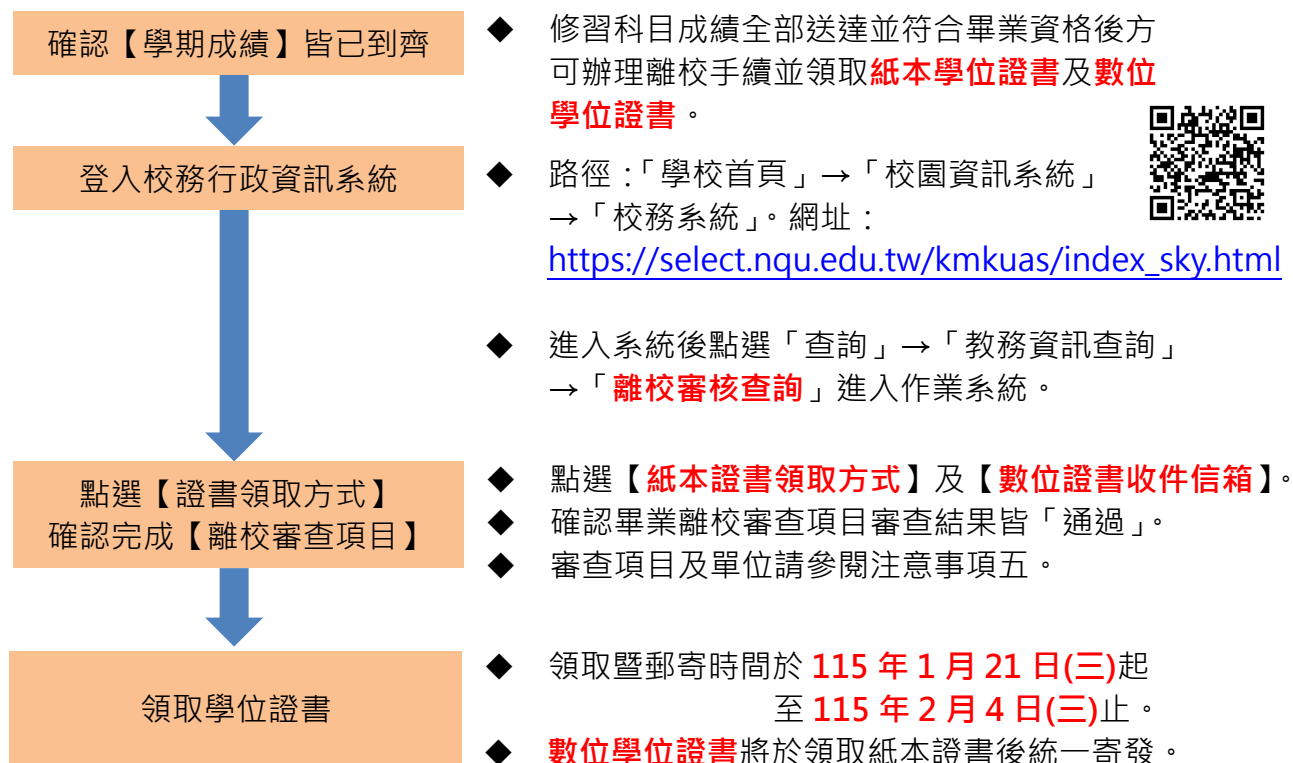 確認【學期成績】皆已到齊
◆ 修習科目成績全部送達並符合畢業資格後方
可辦理離校手續並領取紙本學位證書及數位
學位證書。
登入校務行政資訊系統
◆ 路徑：「學校首頁」→「校園資訊系統」
→「校務系統」。網址：
https://select.nqu.edu.tw/kmkuas/index_sky.html
◆ 進入系統後點選「查詢」→「教務資訊查詢」
→「離校審核查詢」進入作業系統。
點選【證書領取方式】
確認完成【離校審查項目】
◆ 點選【紙本證書領取方式】及【數位證書收件信箱】。
◆ 確認畢業離校審查項目審查結果皆「通過」。
◆ 審查項目及單位請參閱注意事項五。
領取學位證書
◆ 領取暨郵寄時間於 115 年 1 月 21 日(三)起
至 115 年 2 月 4 日(三)止。
◆ 數位學位證書將於領取紙本證書後統一寄發。